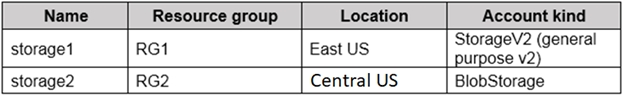 Name Resource group Location Account kind
storage1 RG1 East US StorageV2 (general
purpose v2)
storage2 RG2 Central US BlobStorage